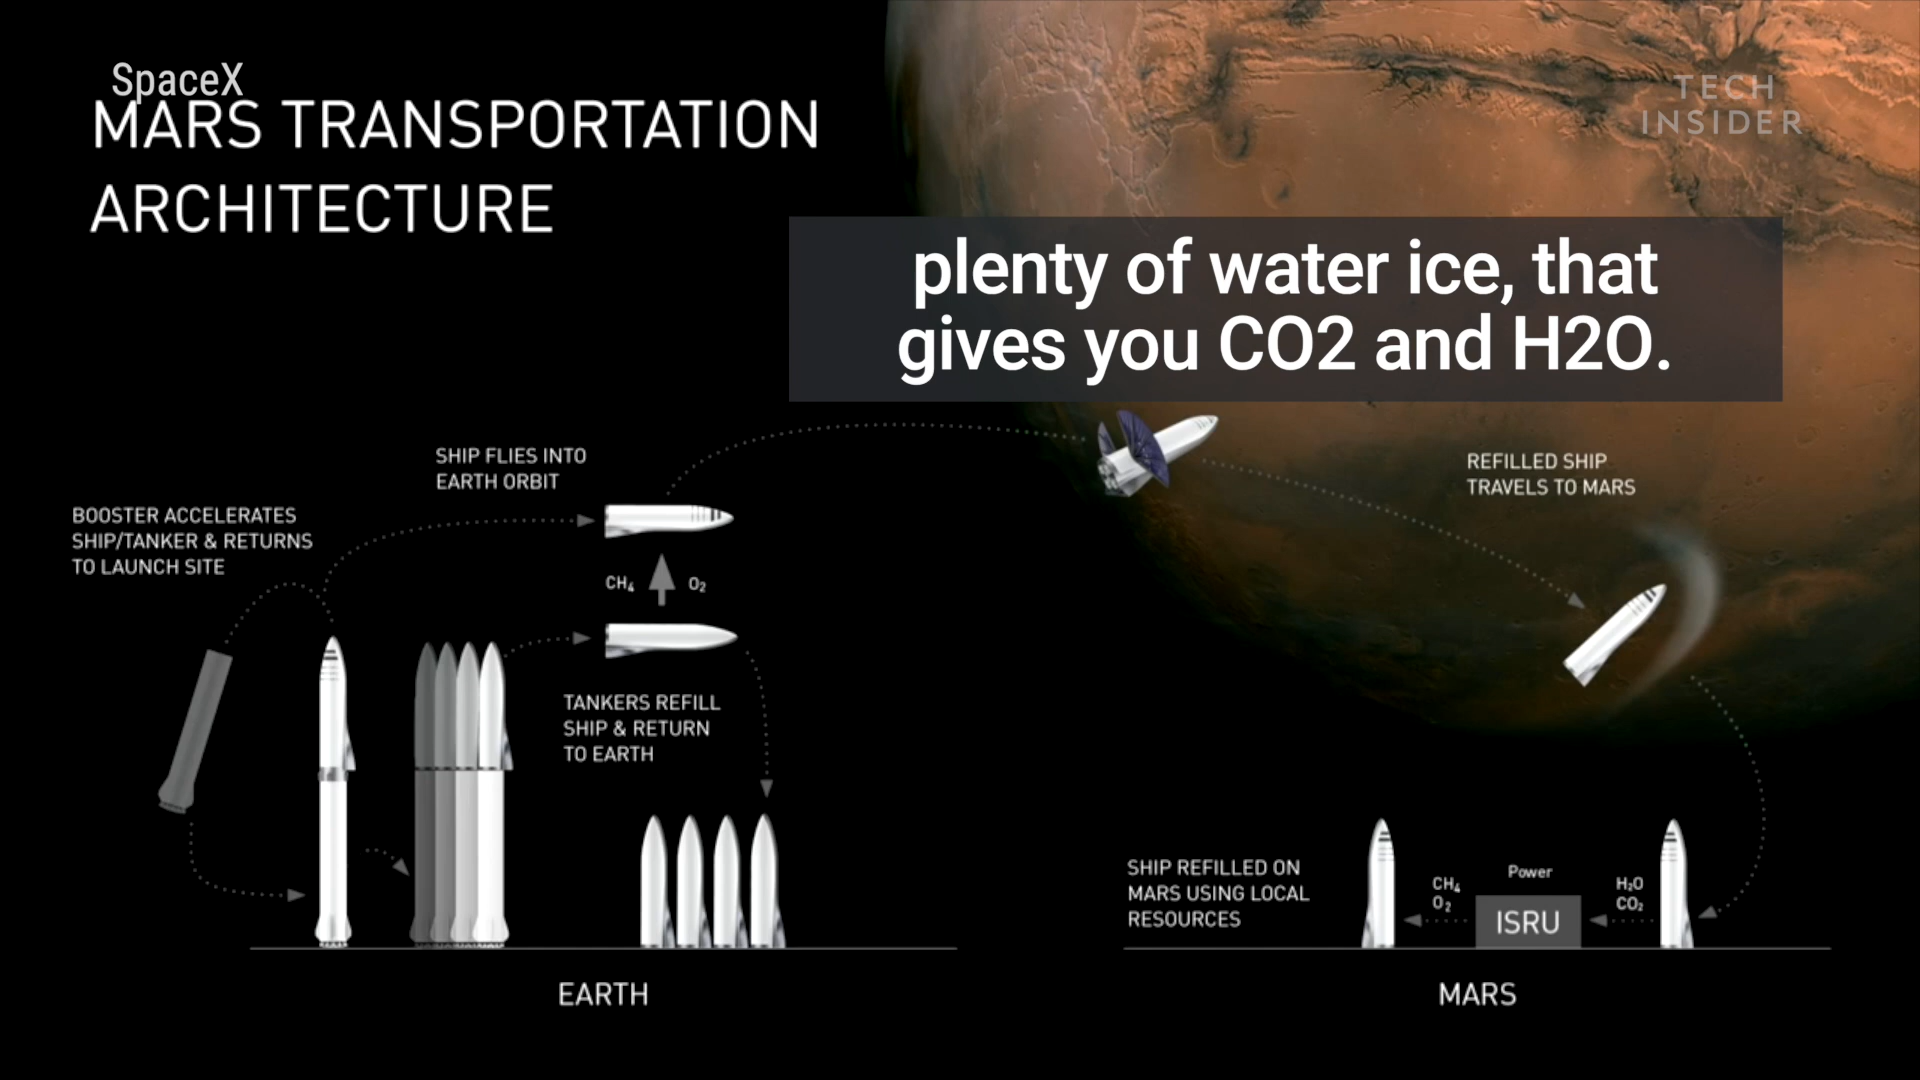 SpaceX
MARS TRANSPORTATION
ARCHITECTURE
TECH
INSIDER
plenty of water ice, that
gives you CO2 and H2O.
SHIP FLIES INTO
EARTH ORBIT
REFILLED SHIP
TRAVELS TO MARS
BOOSTER ACCELERATES
SHIP/TANKER & RETURNS
TO LAUNCH SITE
CH₄ O₂
TANKERS REFILL
SHIP & RETURN
TO EARTH
SHIP REFILLED ON
MARS USING LOCAL
RESOURCES
CH₄
O₂
Power
ISRU
H₂O
CO₂
EARTH
MARS